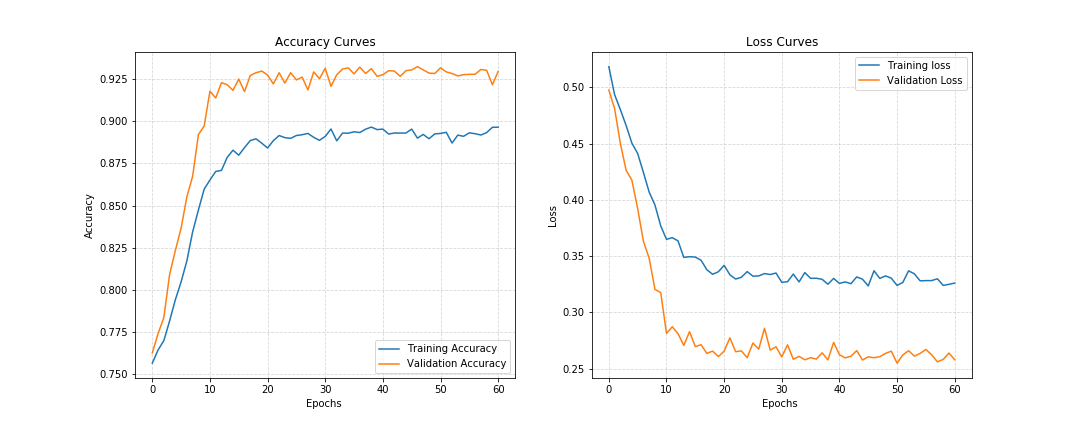 Accuracy Curves
Accuracy
0.925
0.900
0.875
0.850
0.825
0.800
0.775
0.750
Training Accuracy
Validation Accuracy
0 10 20 30 40 50 60
Epochs
Loss Curves
Loss
Training loss
Validation Loss
0.50
0.45
0.40
0.35
0.30
0.25
0 10 20 30 40 50 60
Epochs